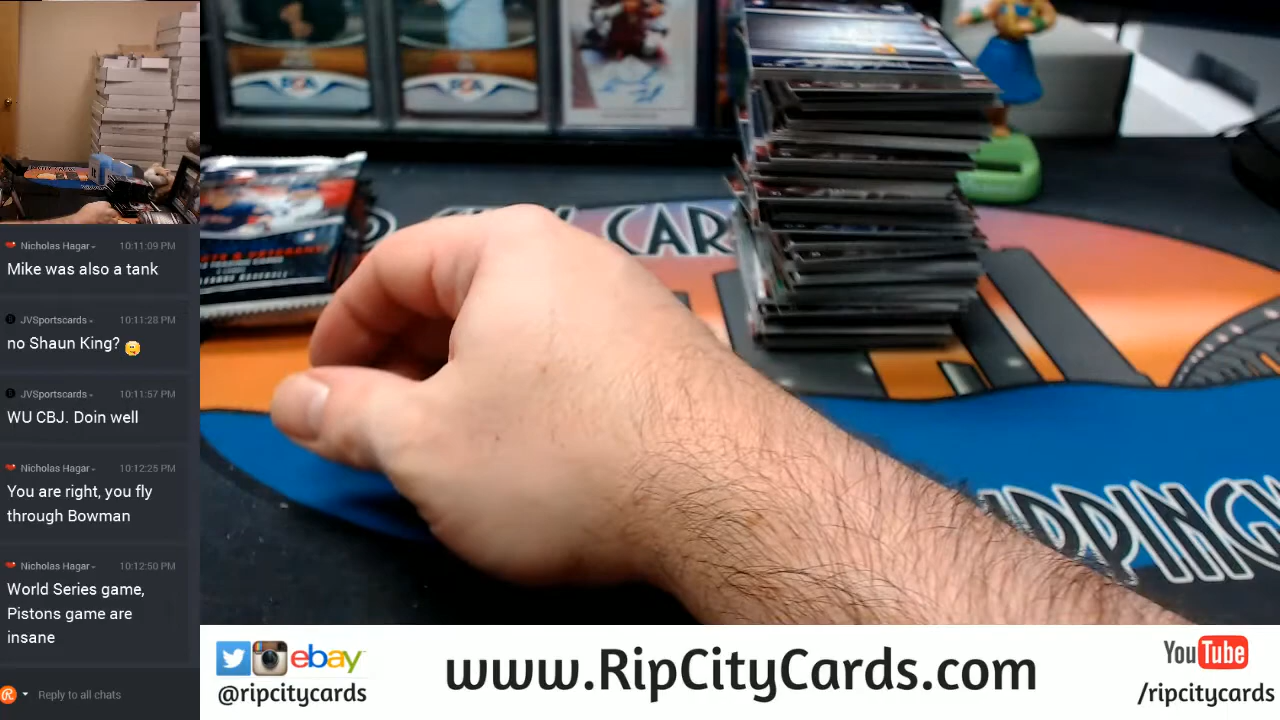 Nicholas Hagar
10:11:09 PM
Mike was also a tank
JVSportscards
10:11:28 PM
no Shaun King?
JVSportscards
10:11:57 PM
WU CBJ. Doin well
Nicholas Hagar
10:12:25 PM
You are right, you fly
through Bowman
Nicholas Hagar
10:12:50 PM
World Series game,
Pistons game are
insane
Reply to all chats
CAR
IPPINGW
ebay
@ripcitycards
www.RipCityCards.com
YouTube
/ripcitycards